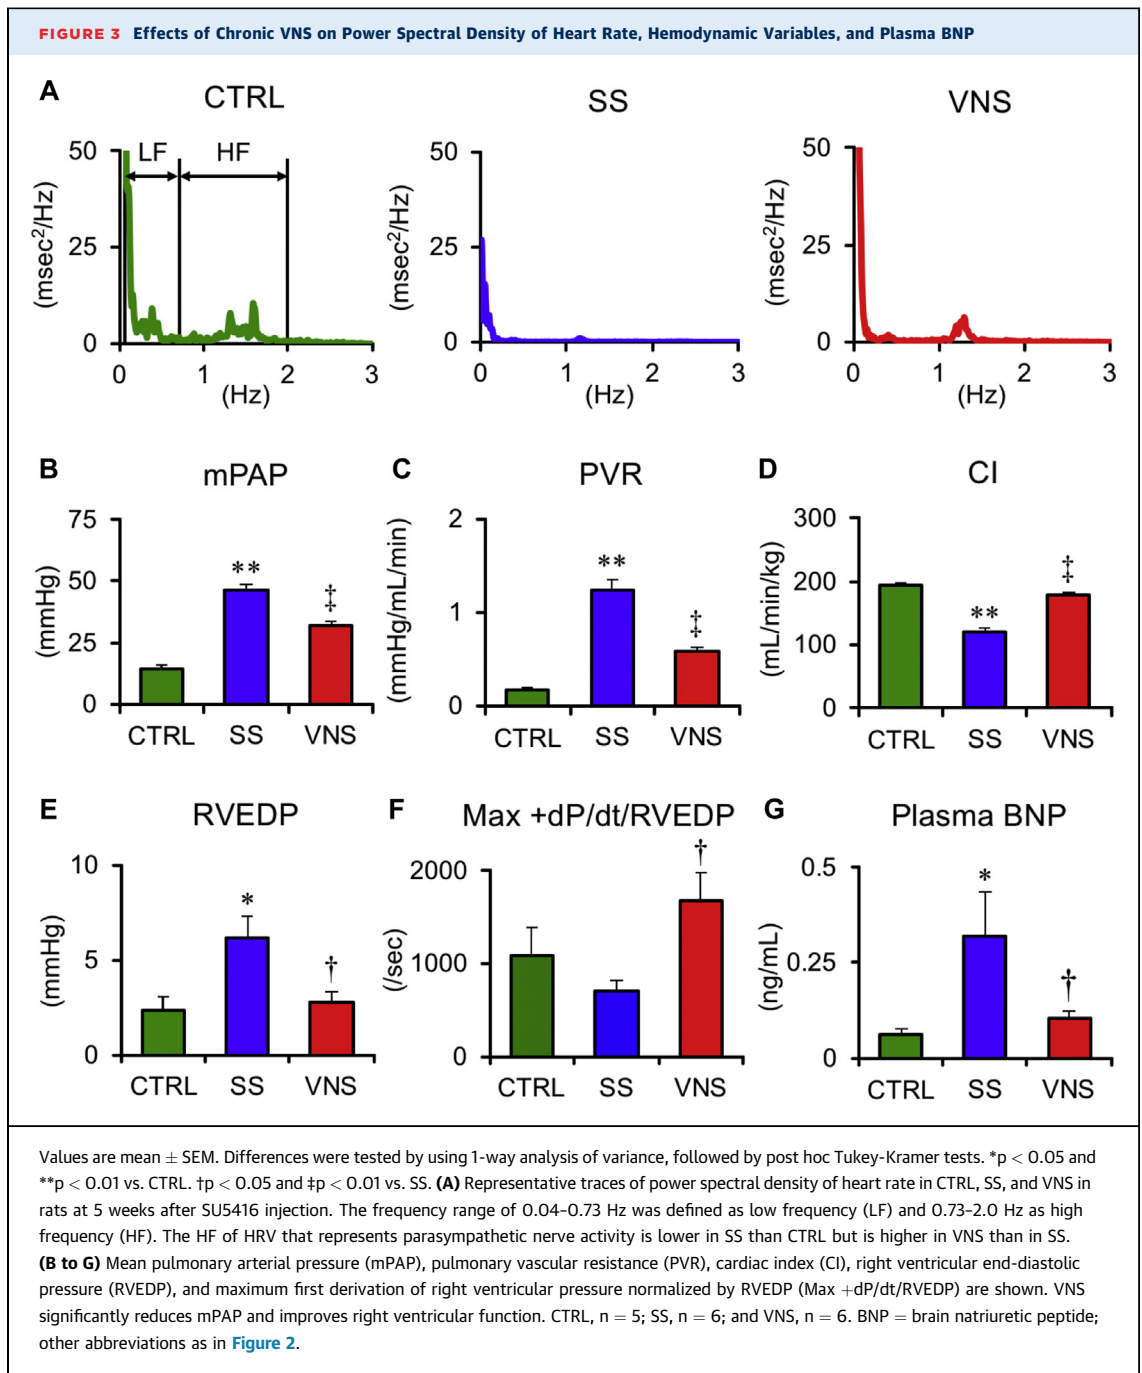 FIGURE 3 Effects of Chronic VNS on Power Spectral Density of Heart Rate, Hemodynamic Variables, and Plasma BNP
A
CTRL
SS
VNS
50
25
0
(msec²/Hz)
LF
HF
0 1 2 3
(Hz)
50
25
0
(msec²/Hz)
0 1 2 3
(Hz)
50
25
0
(msec²/Hz)
0 1 2 3
(Hz)
B
mPAP
75
50
25
0
(mmHg)
**
‡
CTRL SS VNS
C
PVR
2
1
0
(mmHg/mL/min)
**
‡
CTRL SS VNS
D
CI
300
200
100
0
(mL/min/kg)
**
‡
CTRL SS VNS
E
RVEDP
10
5
0
(mmHg)
*
†
CTRL SS VNS
F
Max +dP/dt/RVEDP
2000
1000
0
(/sec)
†
CTRL SS VNS
G
Plasma BNP
0.5
0.25
0
(ng/mL)
*
†
CTRL SS VNS
Values are mean ± SEM. Differences were tested by using 1-way analysis of variance, followed by post hoc Tukey-Kramer tests. *p < 0.05 and
**p < 0.01 vs. CTRL. †p < 0.05 and ‡p < 0.01 vs. SS. (A) Representative traces of power spectral density of heart rate in CTRL, SS, and VNS in
rats at 5 weeks after SU5416 injection. The frequency range of 0.04–0.73 Hz was defined as low frequency (LF) and 0.73–2.0 Hz as high
frequency (HF). The HF of HRV that represents parasympathetic nerve activity is lower in SS than CTRL but is higher in VNS than in SS.
(B to G) Mean pulmonary arterial pressure (mPAP), pulmonary vascular resistance (PVR), cardiac index (CI), right ventricular end-diastolic
pressure (RVEDP), and maximum first derivation of right ventricular pressure normalized by RVEDP (Max +dP/dt/RVEDP) are shown. VNS
significantly reduces mPAP and improves right ventricular function. CTRL, n = 5; SS, n = 6; and VNS, n = 6. BNP = brain natriuretic peptide;
other abbreviations as in Figure 2.